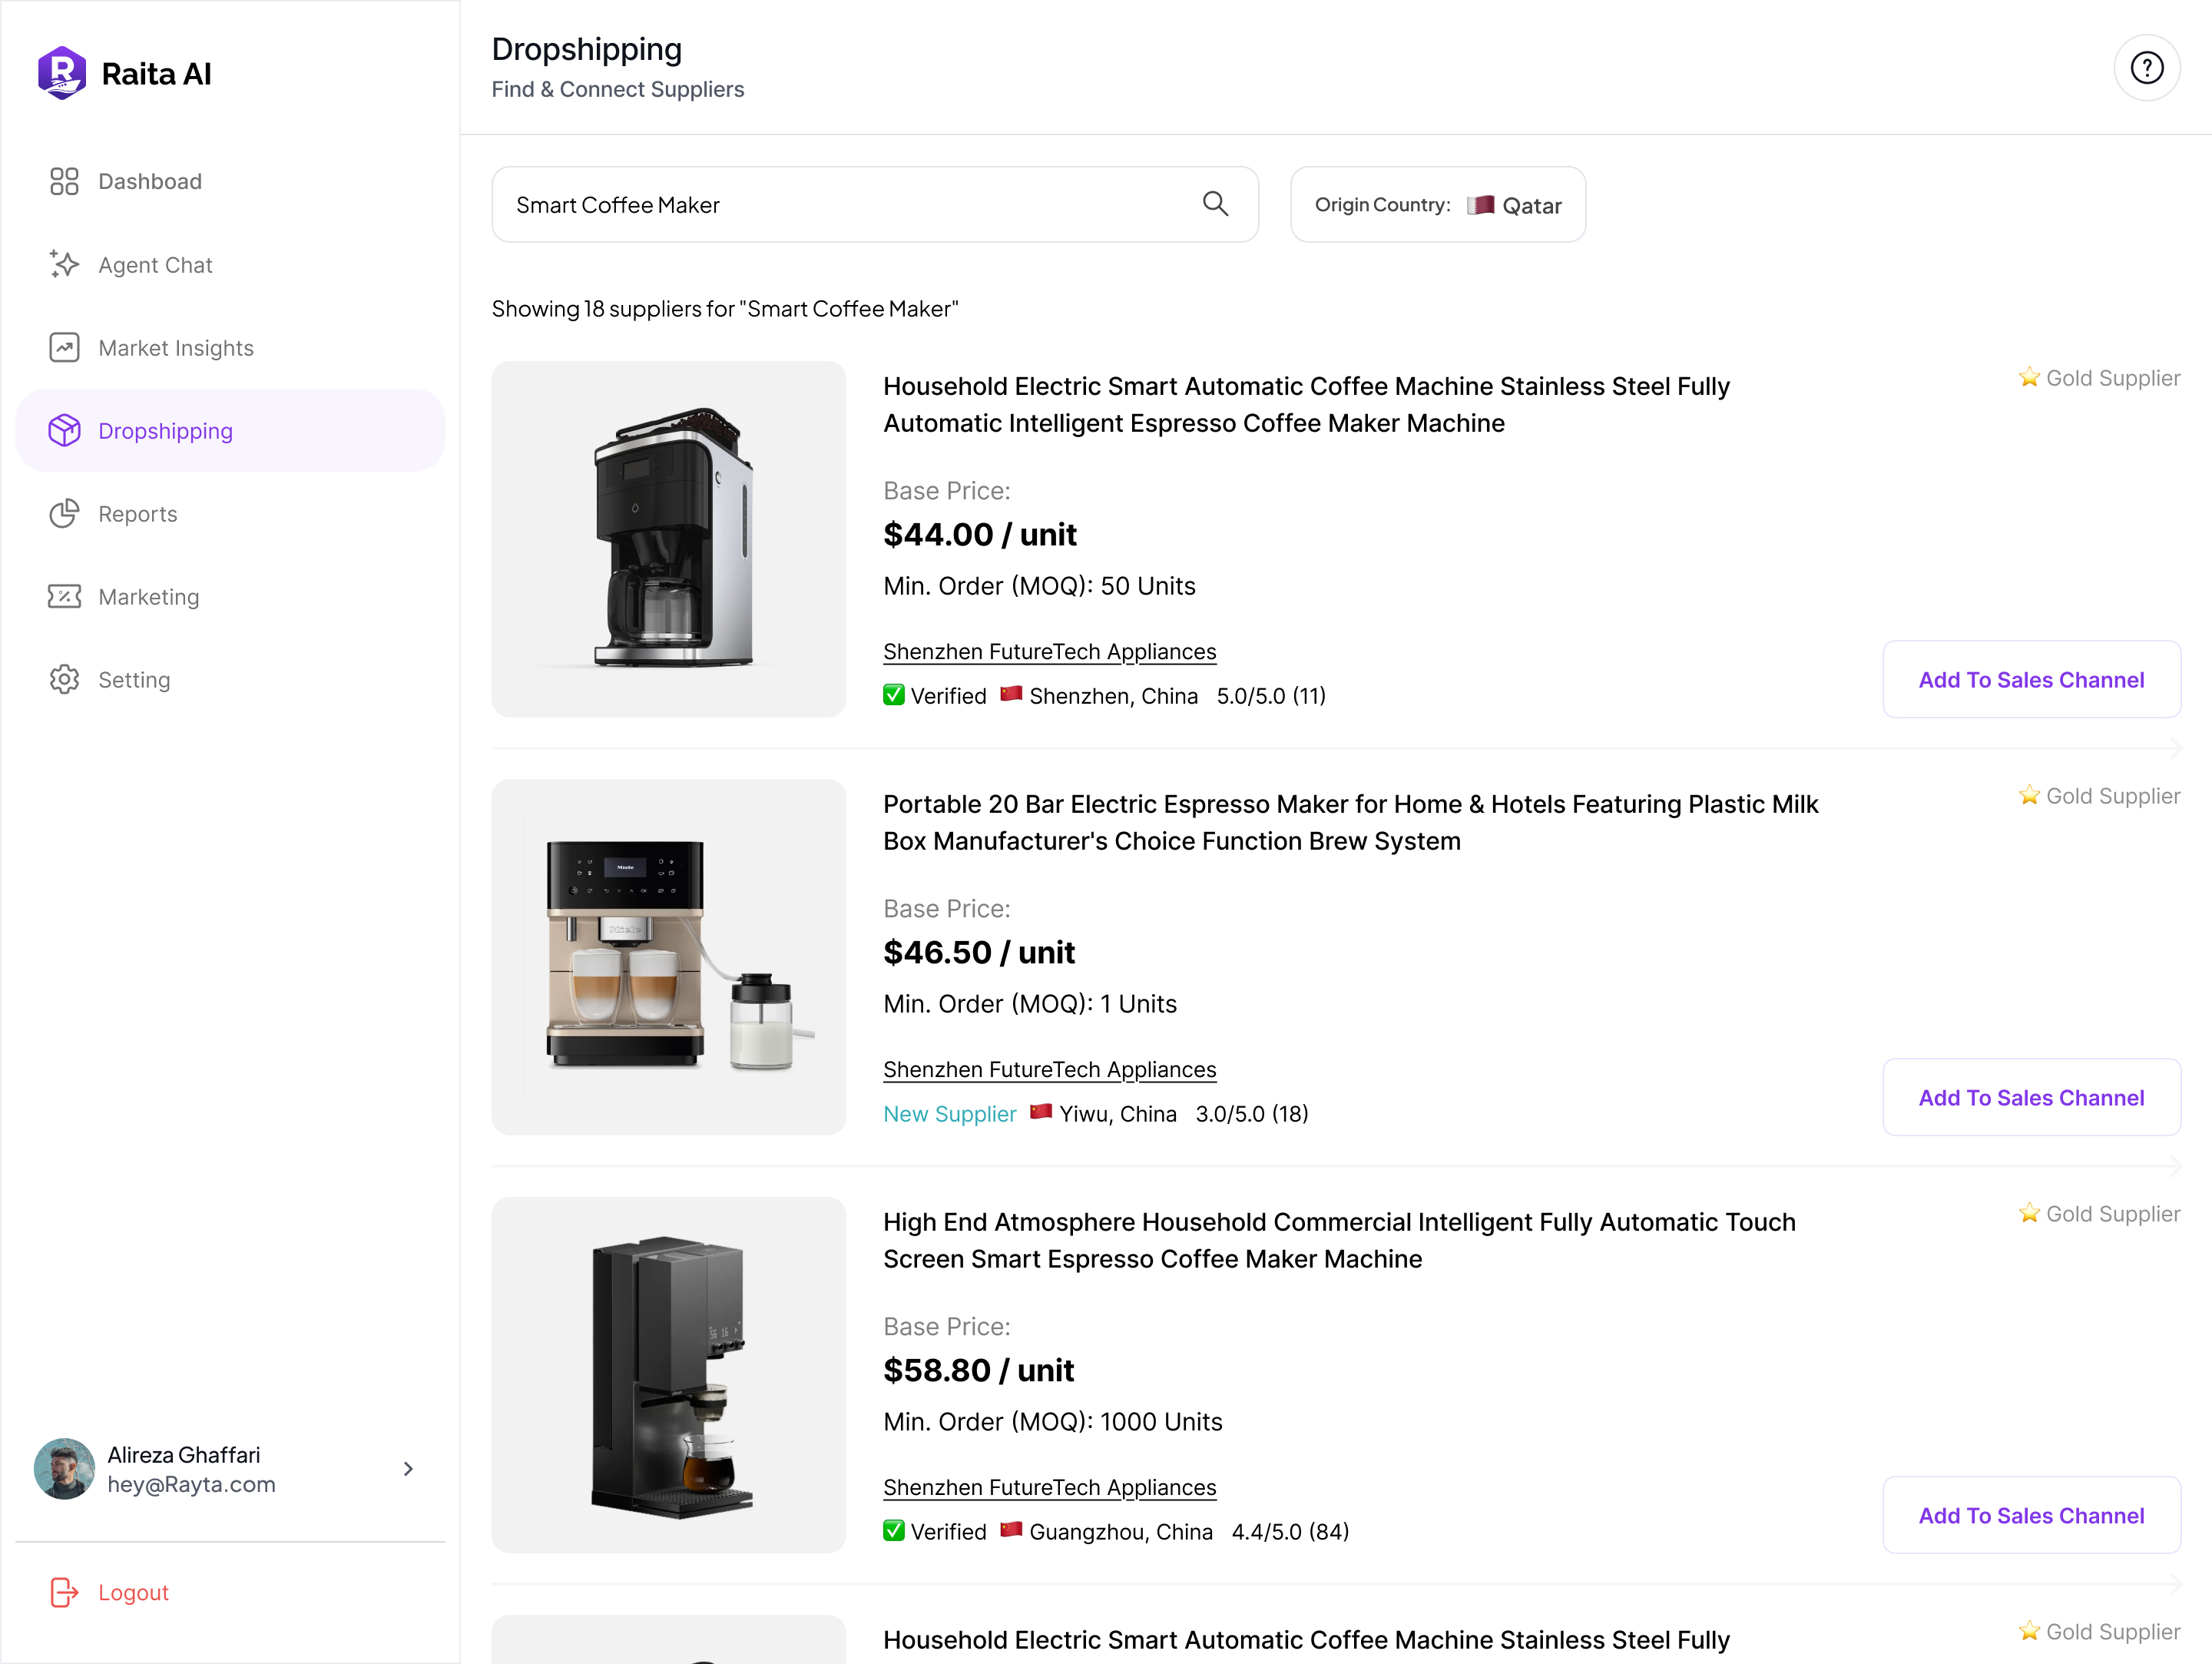 Raita AI
Dashboad
Agent Chat
Market Insights
Dropshipping
Reports
Marketing
Setting
Alireza Ghaffari
hey@Rayta.com
Logout
Dropshipping
Find & Connect Suppliers
Smart Coffee Maker
Origin Country: 🇶🇦 Qatar
Showing 18 suppliers for "Smart Coffee Maker"
Household Electric Smart Automatic Coffee Machine Stainless Steel Fully
Automatic Intelligent Espresso Coffee Maker Machine
⭐ Gold Supplier
Base Price:
$44.00 / unit
Min. Order (MOQ): 50 Units
Shenzhen FutureTech Appliances
✅ Verified 🇨🇳 Shenzhen, China 5.0/5.0 (11)
Add To Sales Channel
Miele
Miele
Portable 20 Bar Electric Espresso Maker for Home & Hotels Featuring Plastic Milk
Box Manufacturer's Choice Function Brew System
⭐ Gold Supplier
Base Price:
$46.50 / unit
Min. Order (MOQ): 1 Units
Shenzhen FutureTech Appliances
New Supplier 🇨🇳 Yiwu, China 3.0/5.0 (18)
Add To Sales Channel
High End Atmosphere Household Commercial Intelligent Fully Automatic Touch
Screen Smart Espresso Coffee Maker Machine
⭐ Gold Supplier
Base Price:
$58.80 / unit
Min. Order (MOQ): 1000 Units
Shenzhen FutureTech Appliances
✅ Verified 🇨🇳 Guangzhou, China 4.4/5.0 (84)
Add To Sales Channel
Household Electric Smart Automatic Coffee Machine Stainless Steel Fully
⭐ Gold Supplier